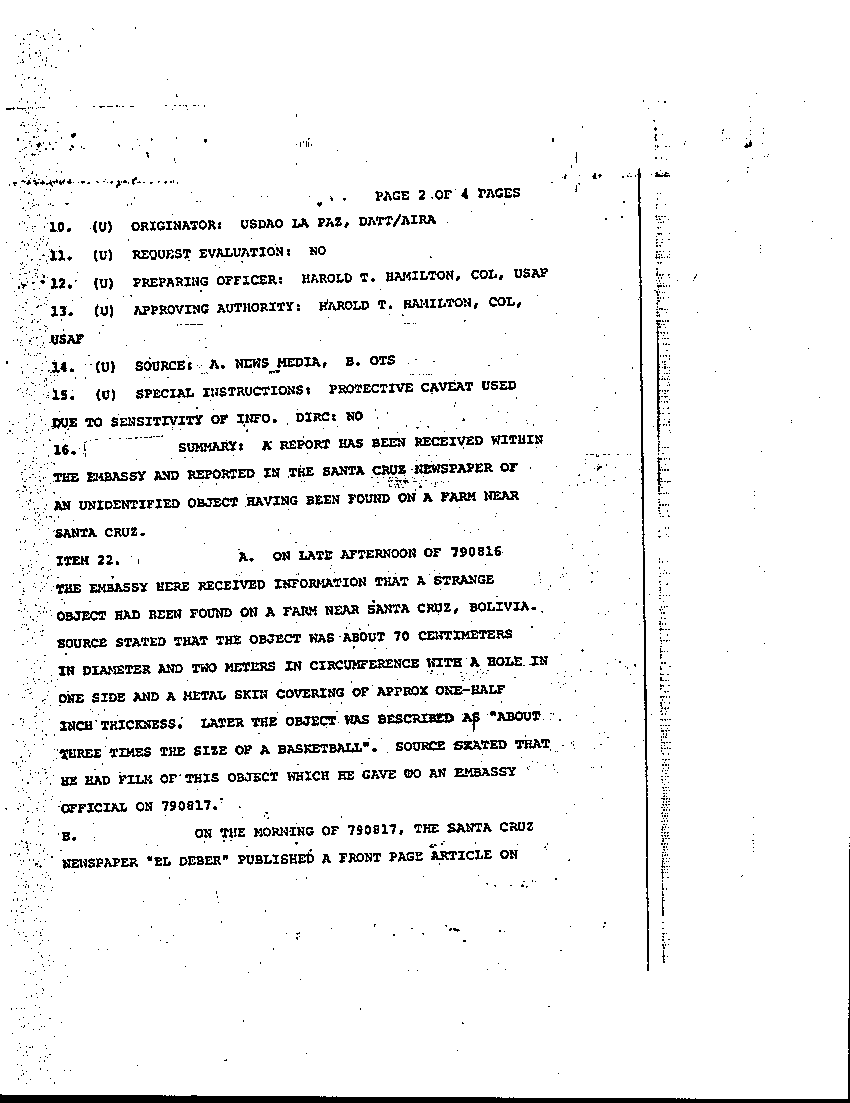 PAGE 2 OF 4 PAGES
10. (U) ORIGINATOR: USDAO LA PAZ, DATT/AIRA
11. (U) REQUEST EVALUATION: NO
12. (U) PREPARING OFFICER: HAROLD T. HAMILTON, COL, USAF
13. (U) APPROVING AUTHORITY: HAROLD T. HAMILTON, COL,
USAF
14. (U) SOURCE: A. NEWS MEDIA, B. OTS
15. (U) SPECIAL INSTRUCTIONS: PROTECTIVE CAVEAT USED
DUE TO SENSITIVITY OF INFO. DIRC: NO
16. SUMMARY: A REPORT HAS BEEN RECEIVED WITHIN
THE EMBASSY AND REPORTED IN THE SANTA CRUZ NEWSPAPER OF
AN UNIDENTIFIED OBJECT HAVING BEEN FOUND ON A FARM NEAR
SANTA CRUZ.
ITEM 22. A. ON LATE AFTERNOON OF 790816
THE EMBASSY HERE RECEIVED INFORMATION THAT A STRANGE
OBJECT HAD BEEN FOUND ON A FARM NEAR SANTA CRUZ, BOLIVIA.
SOURCE STATED THAT THE OBJECT WAS ABOUT 70 CENTIMETERS
IN DIAMETER AND TWO METERS IN CIRCUMFERENCE WITH A HOLE IN
ONE SIDE AND A METAL SKIN COVERING OF APPROX ONE-HALF
INCH THICKNESS. LATER THE OBJECT WAS BESCRIBED AS "ABOUT
THREE TIMES THE SIZE OF A BASKETBALL". SOURCE SKATED THAT
HE HAD FILM OF THIS OBJECT WHICH HE GAVE OO AN EMBASSY
OFFICIAL ON 790817.
B. ON THE MORNING OF 790817, THE SANTA CRUZ
NEWSPAPER "EL DEBER" PUBLISHED A FRONT PAGE ARTICLE ON